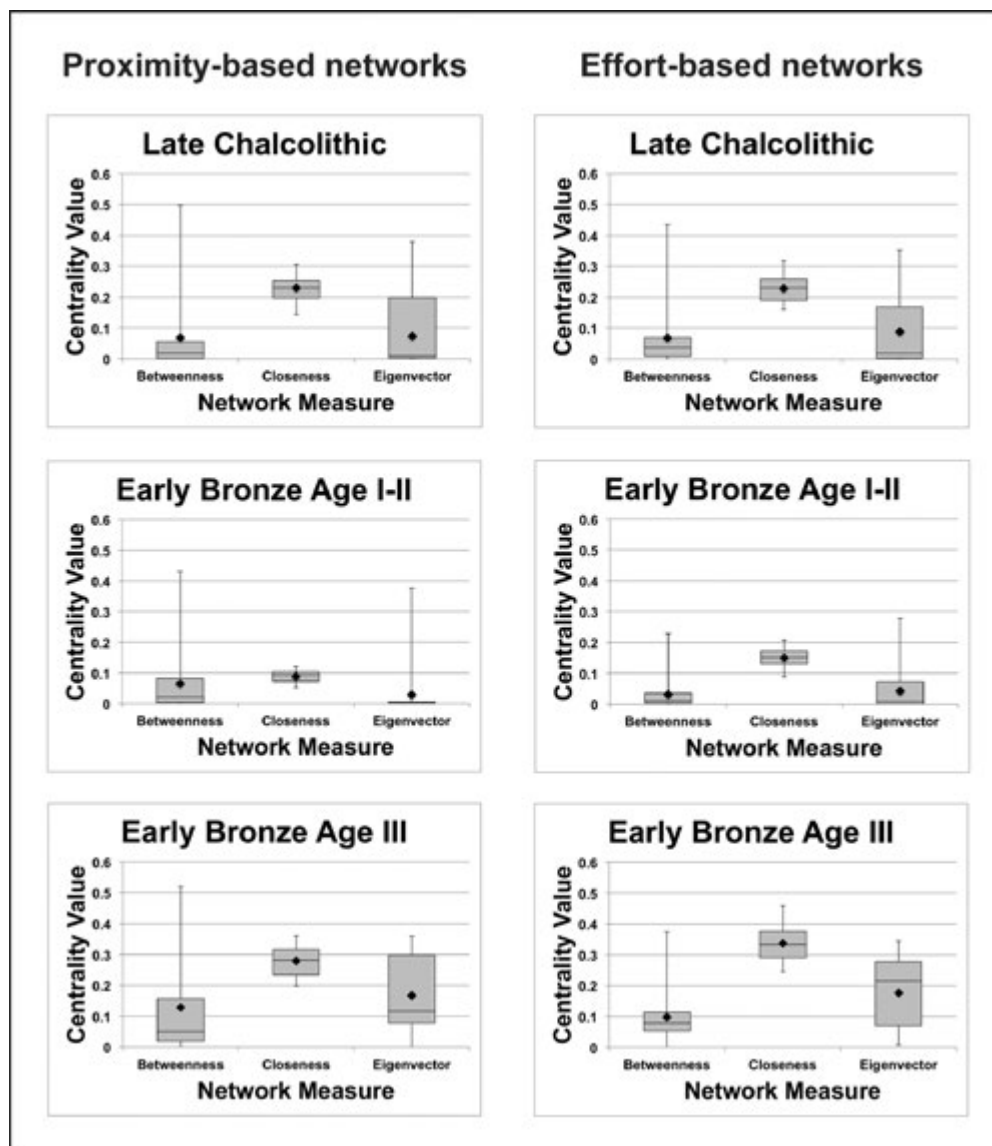 Proximity-based networks
Effort-based networks
Late Chalcolithic
Centrality Value
0.6
0.5
0.4
0.3
0.2
0.1
0
Betweenness Closeness Eigenvector
Network Measure
Late Chalcolithic
Centrality Value
0.6
0.5
0.4
0.3
0.2
0.1
0
Betweenness Closeness Eigenvector
Network Measure
Early Bronze Age I-II
Centrality Value
0.6
0.5
0.4
0.3
0.2
0.1
0
Betweenness Closeness Eigenvector
Network Measure
Early Bronze Age I-II
Centrality Value
0.6
0.5
0.4
0.3
0.2
0.1
0
Betweenness Closeness Eigenvector
Network Measure
Early Bronze Age III
Centrality Value
0.6
0.5
0.4
0.3
0.2
0.1
0
Betweenness Closeness Eigenvector
Network Measure
Early Bronze Age III
Centrality Value
0.6
0.5
0.4
0.3
0.2
0.1
0
Betweenness Closeness Eigenvector
Network Measure